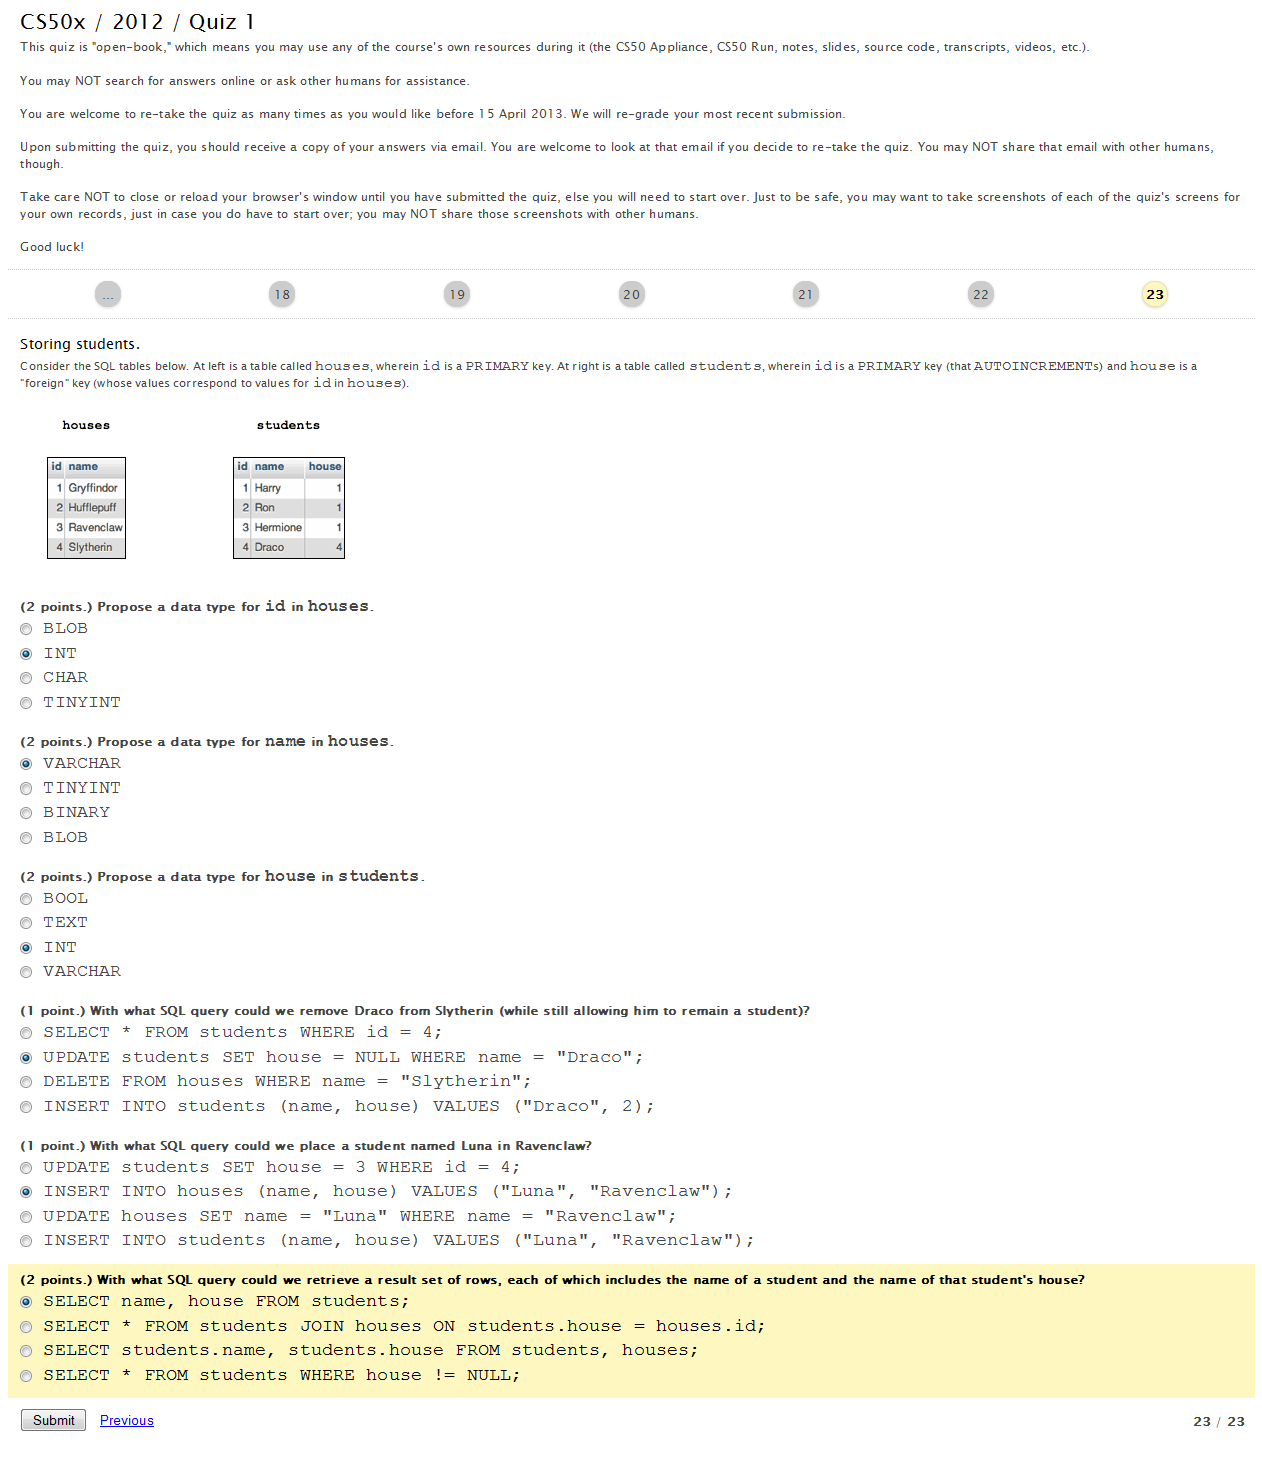 CS50x / 2012 / Quiz 1
This quiz is "open-book," which means you may use any of the course's own resources during it (the CS50 Appliance, CS50 Run, notes, slides, source code, transcripts, videos, etc.).
You may NOT search for answers online or ask other humans for assistance.
You are welcome to re-take the quiz as many times as you would like before 15 April 2013. We will re-grade your most recent submission.
Upon submitting the quiz, you should receive a copy of your answers via email. You are welcome to look at that email if you decide to re-take the quiz. You may NOT share that email with other humans,
though.
Take care NOT to close or reload your browser's window until you have submitted the quiz, else you will need to start over. Just to be safe, you may want to take screenshots of each of the quiz's screens for
your own records, just in case you do have to start over; you may NOT share those screenshots with other humans.
Good luck!
... 18 19 20 21 22 23
Storing students.
Consider the SQL tables below. At left is a table called houses, wherein id is a PRIMARY key. At right is a table called students, wherein id is a PRIMARY key (that AUTOINCREMENTs) and house is a
"foreign" key (whose values correspond to values for id in houses).
houses students
id name id name house
1 Gryffindor 1 Harry 1
2 Hufflepuff 2 Ron 1
3 Ravenclaw 3 Hermione 1
4 Slytherin 4 Draco 4
(2 points.) Propose a data type for id in houses.
BLOB
INT
CHAR
TINYINT
(2 points.) Propose a data type for name in houses.
VARCHAR
TINYINT
BINARY
BLOB
(2 points.) Propose a data type for house in students.
BOOL
TEXT
INT
VARCHAR
(1 point.) With what SQL query could we remove Draco from Slytherin (while still allowing him to remain a student)?
SELECT * FROM students WHERE id = 4;
UPDATE students SET house = NULL WHERE name = "Draco";
DELETE FROM houses WHERE name = "Slytherin";
INSERT INTO students (name, house) VALUES ("Draco", 2);
(1 point.) With what SQL query could we place a student named Luna in Ravenclaw?
UPDATE students SET house = 3 WHERE id = 4;
INSERT INTO houses (name, house) VALUES ("Luna", "Ravenclaw");
UPDATE houses SET name = "Luna" WHERE name = "Ravenclaw";
INSERT INTO students (name, house) VALUES ("Luna", "Ravenclaw");
(2 points.) With what SQL query could we retrieve a result set of rows, each of which includes the name of a student and the name of that student's house?
SELECT name, house FROM students;
SELECT * FROM students JOIN houses ON students.house = houses.id;
SELECT students.name, students.house FROM students, houses;
SELECT * FROM students WHERE house != NULL;
Submit Previous 23 / 23